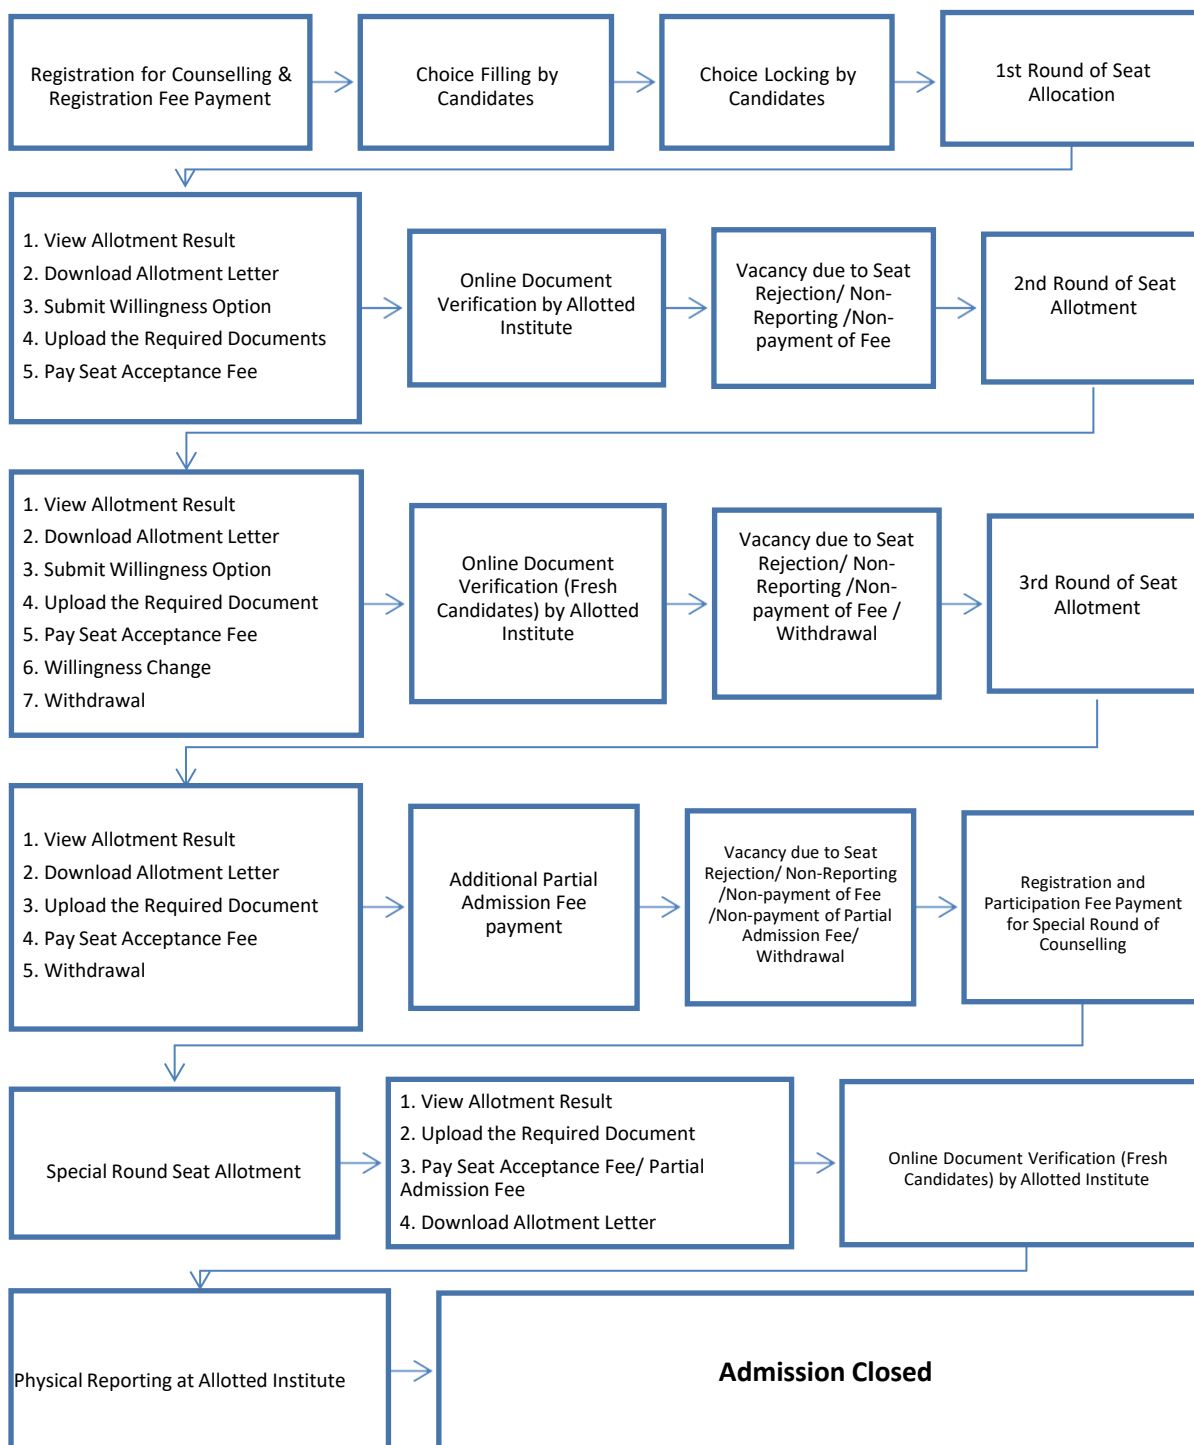 Registration for Counselling &
Registration Fee Payment
Choice Filling by
Candidates
Choice Locking by
Candidates
1st Round of Seat
Allocation
1. View Allotment Result
2. Download Allotment Letter
3. Submit Willingness Option
4. Upload the Required Documents
5. Pay Seat Acceptance Fee
Online Document
Verification by Allotted
Institute
Vacancy due to Seat
Rejection/ Non-
Reporting /Non-
payment of Fee
2nd Round of Seat
Allotment
1. View Allotment Result
2. Download Allotment Letter
3. Submit Willingness Option
4. Upload the Required Document
5. Pay Seat Acceptance Fee
6. Willingness Change
7. Withdrawal
Online Document
Verification (Fresh
Candidates) by Allotted
Institute
Vacancy due to Seat
Rejection/ Non-
Reporting /Non-
payment of Fee /
Withdrawal
3rd Round of Seat
Allotment
1. View Allotment Result
2. Download Allotment Letter
3. Upload the Required Document
4. Pay Seat Acceptance Fee
5. Withdrawal
Additional Partial
Admission Fee
payment
Vacancy due to Seat
Rejection/ Non-Reporting
/Non-payment of Fee
/Non-payment of Partial
Admission Fee/
Withdrawal
Registration and
Participation Fee Payment
for Special Round of
Counselling
Special Round Seat Allotment
1. View Allotment Result
2. Upload the Required Document
3. Pay Seat Acceptance Fee/ Partial
Admission Fee
4. Download Allotment Letter
Online Document Verification (Fresh
Candidates) by Allotted Institute
Physical Reporting at Allotted Institute
Admission Closed